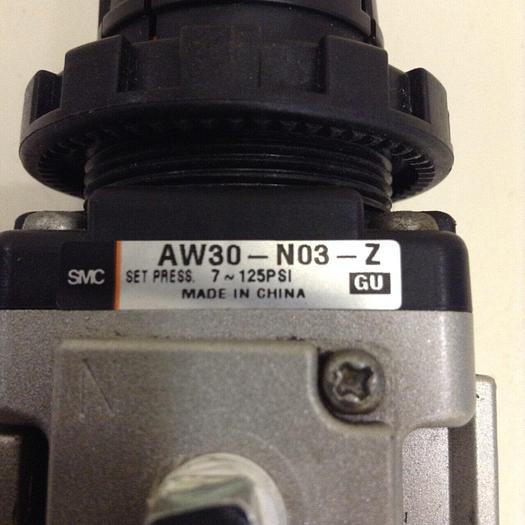 AW30-N03-Z
SMC SET PRESS. 7~125PSI GU
MADE IN CHINA